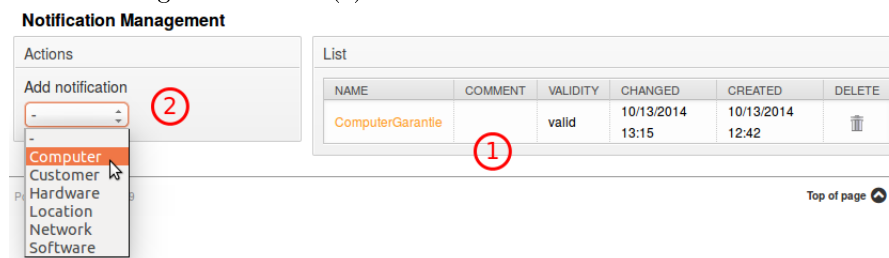 Notification Management
Actions
Add notification
-
-
Computer
Customer
Hardware
Location
Network
Software
2
List
NAME COMMENT VALIDITY CHANGED CREATED DELETE
ComputerGarantie valid 10/13/2014 13:15 10/13/2014 12:42
1
Top of page